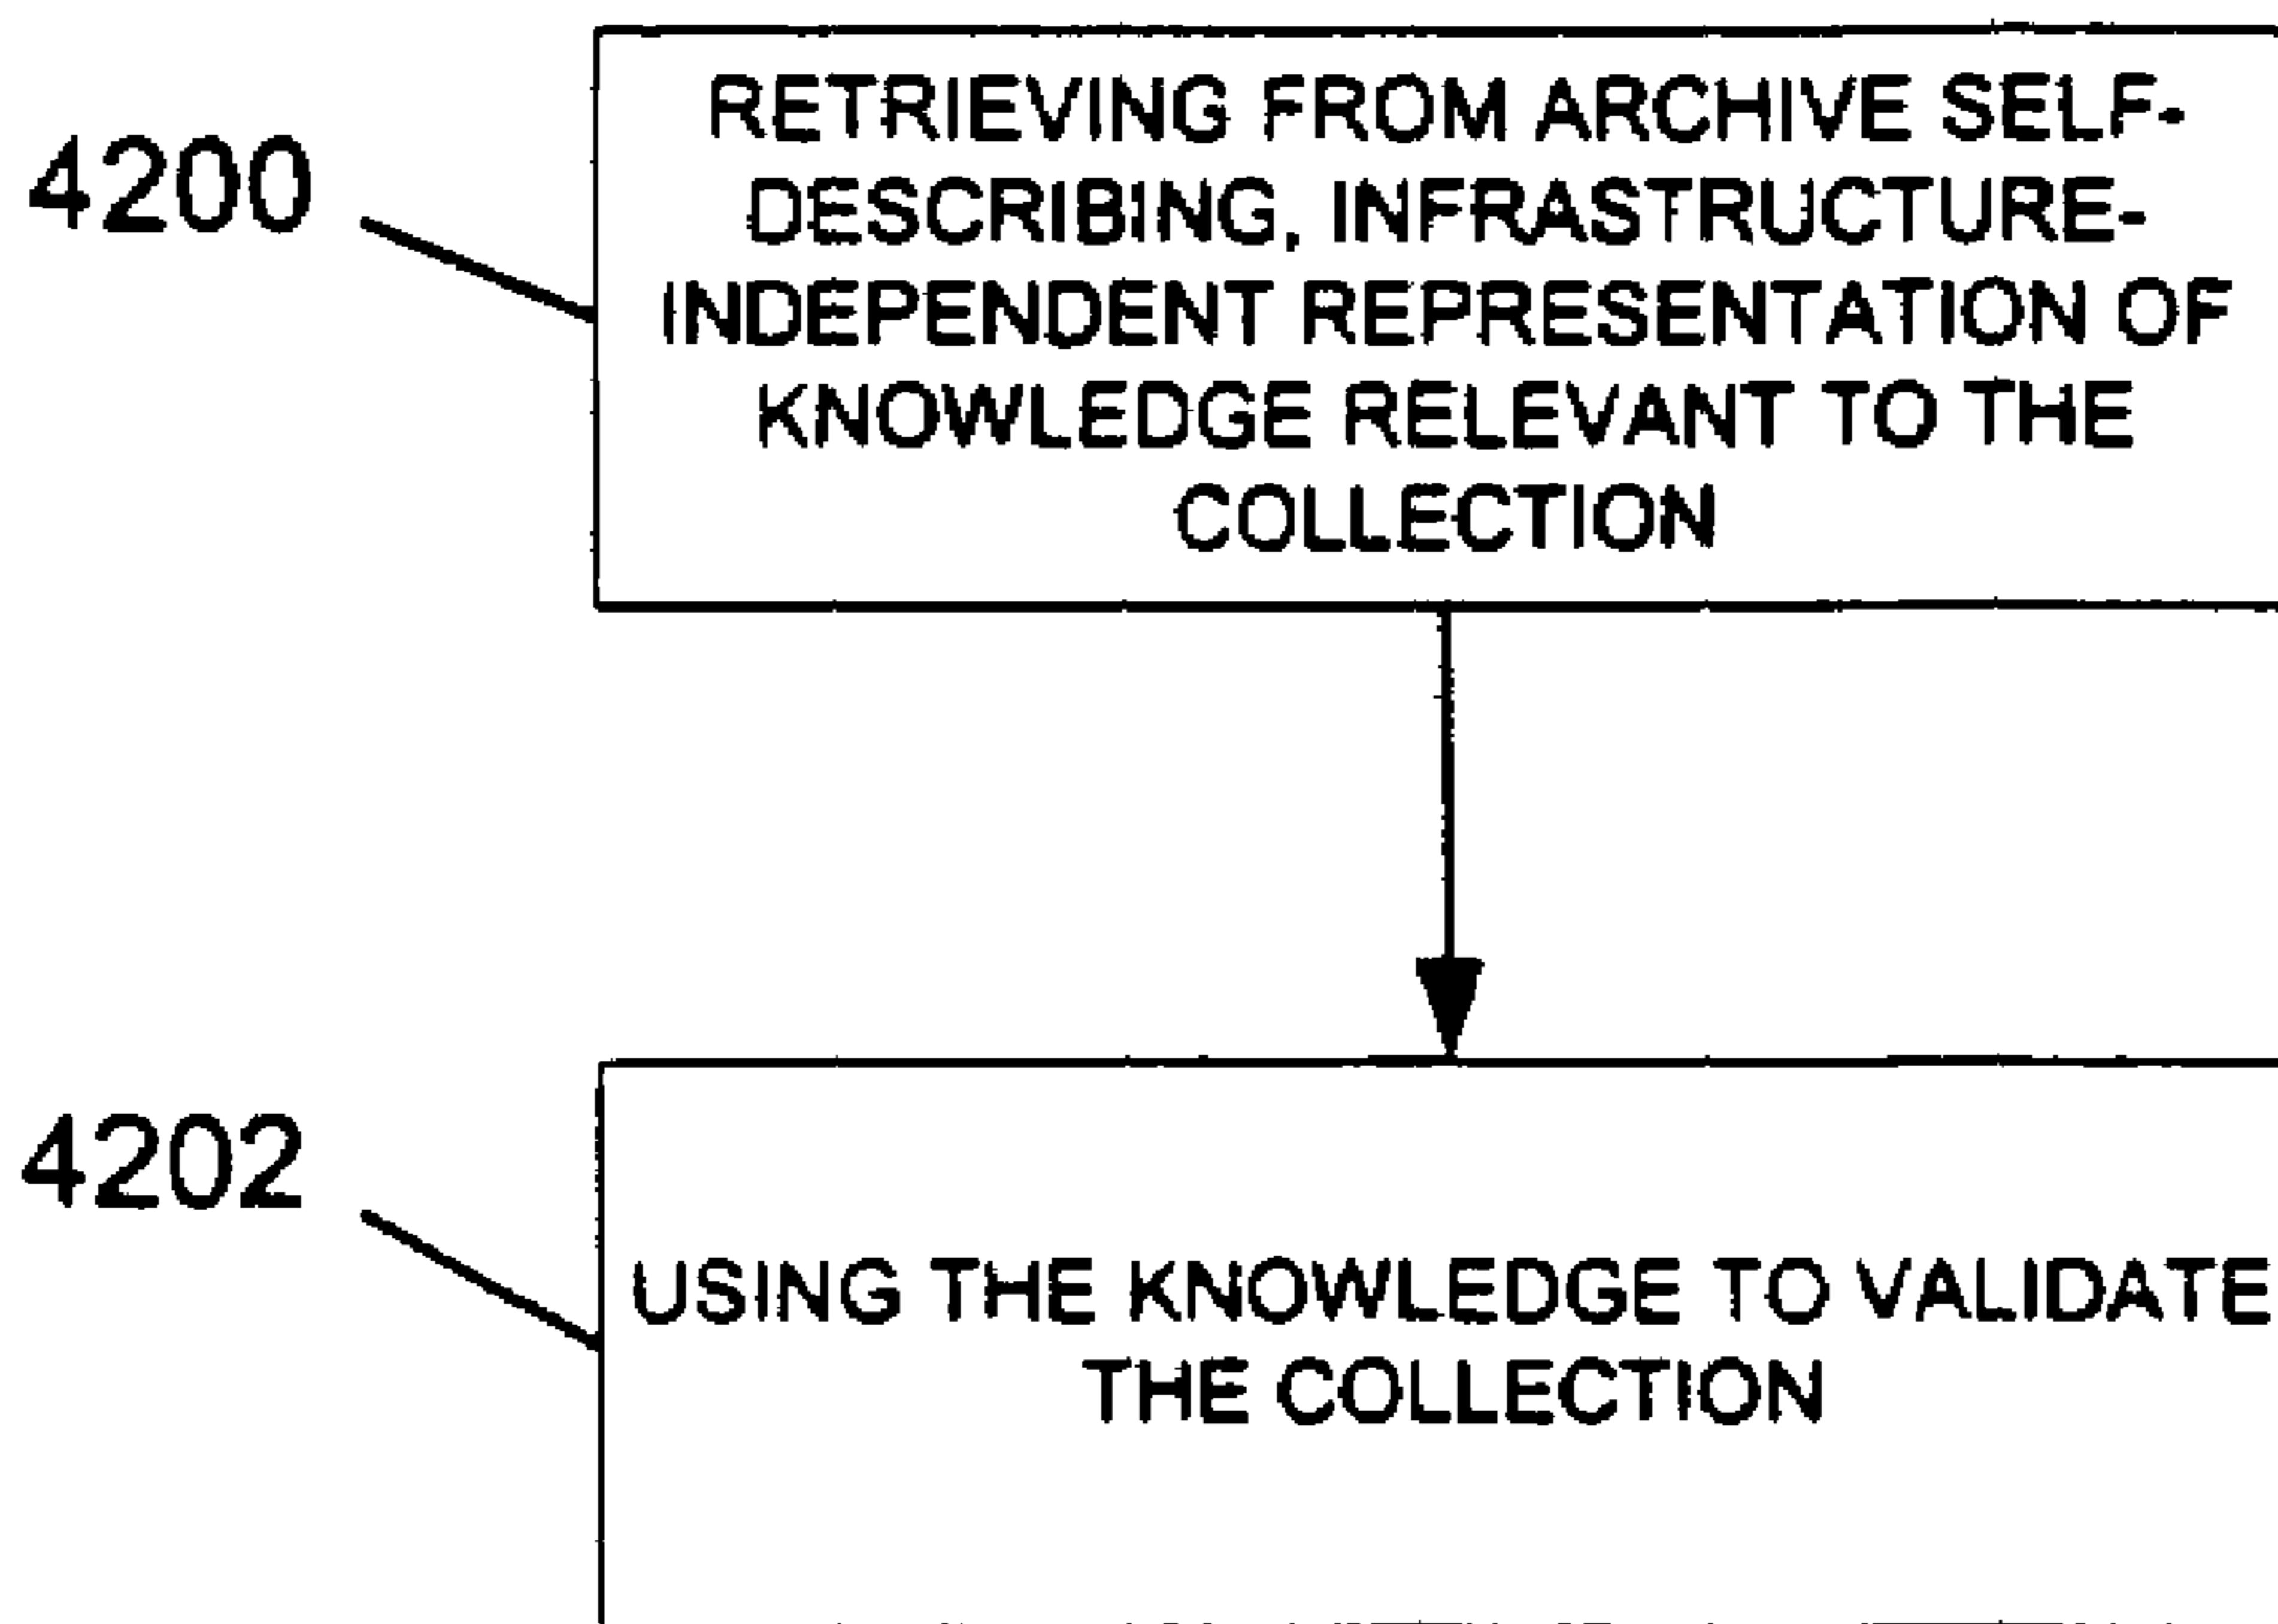 4200
RETRIEVING FROM ARCHIVE SELF-
DESCRIBING, INFRASTRUCTURE-
INDEPENDENT REPRESENTATION OF
KNOWLEDGE RELEVANT TO THE
COLLECTION
4202
USING THE KNOWLEDGE TO VALIDATE
THE COLLECTION